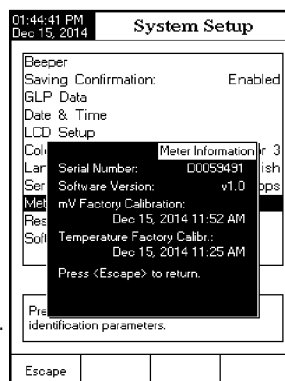 01:44:41 PM
Dec 15, 2014
System Setup
Beeper
Saving Confirmation: Enabled
GLP Data
Date & Time
LCD Setup
Meter Information
Serial Number: D0059491
Software Version: v1.0
mV Factory Calibration:
Dec 15, 2014 11:52 AM
Temperature Factory Calibr.:
Dec 15, 2014 11:25 AM
Press <Escape> to return.
identification parameters.
Escape